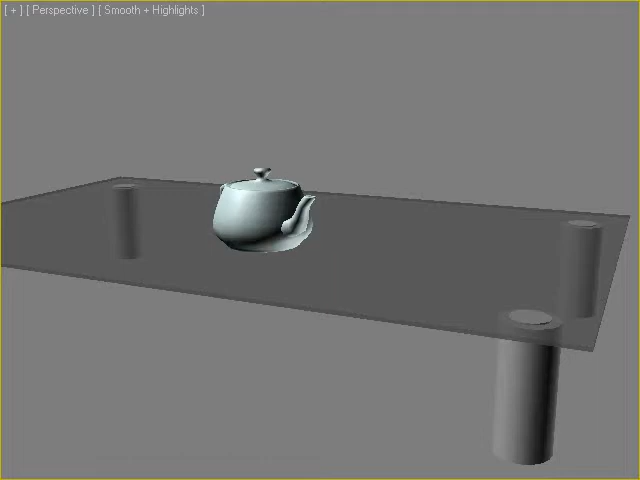 [ + ] [ Perspective ] [ Smooth + Highlights ]